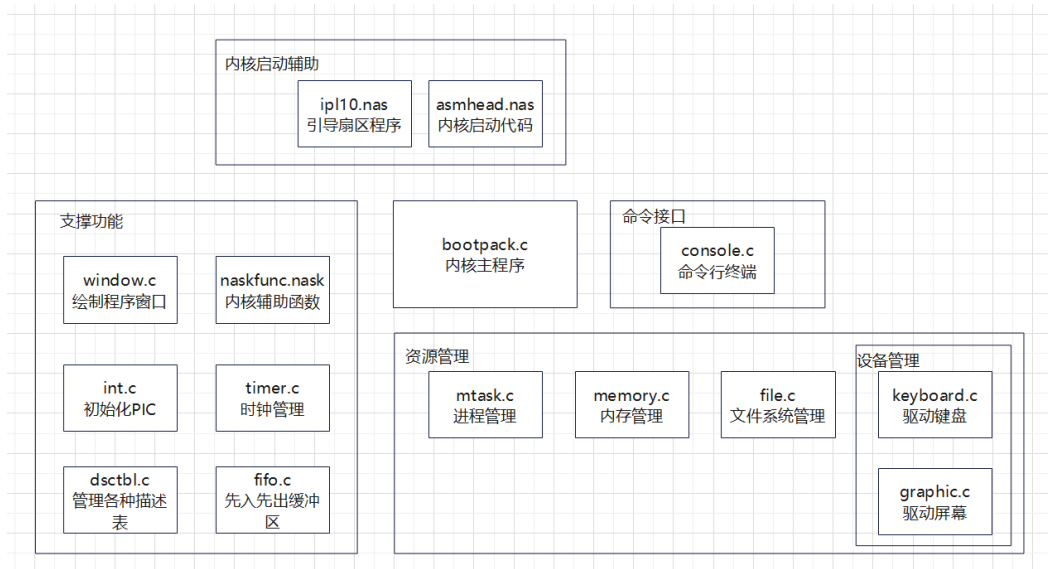 内核启动辅助
ipl10.nas
引导扇区程序
asmhead.nas
内核启动代码
支撑功能
window.c
绘制程序窗口
naskfunc.nask
内核辅助函数
int.c
初始化PIC
timer.c
时钟管理
dsctbl.c
管理各种描述
表
fifo.c
先入先出缓冲
区
bootpack.c
内核主程序
命令接口
console.c
命令行终端
资源管理
mtask.c
进程管理
memory.c
内存管理
file.c
文件系统管理
设备管理
keyboard.c
驱动键盘
graphic.c
驱动屏幕